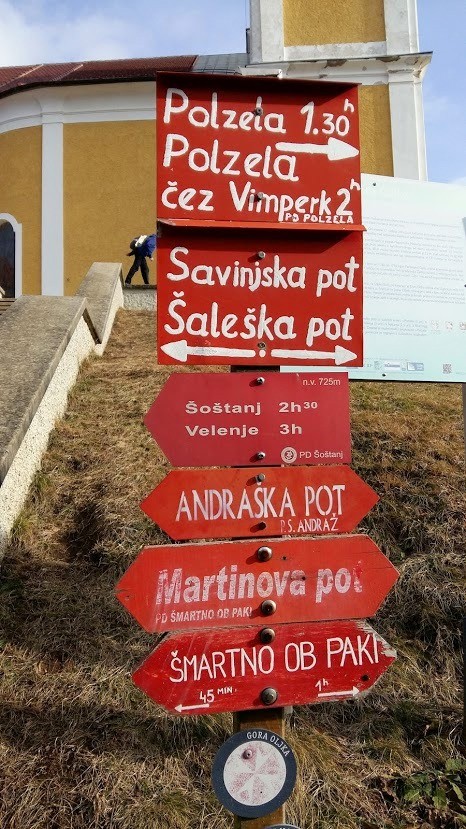 Polzela 1.30h
Polzela
čez Vimperk 2h
PD POLZELA
Savinjska pot
Šaleška pot
n.v. 725m
Šoštanj 2h30
Velenje 3h
PD Šoštanj
ANDRAŠKA POT
P.S. ANDRAŽ
Martinova pot
PD ŠMARTNO OB PAKI
ŠMARTNO OB PAKI
45 MIN. 1h
GORA OLJKA